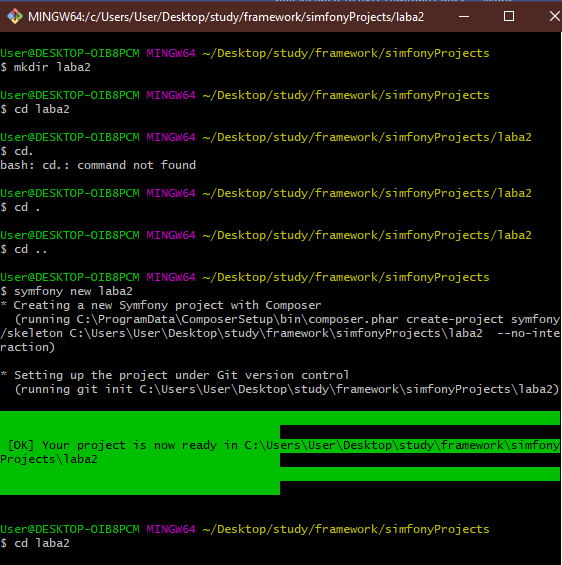 MINGW64:/c/Users/User/Desktop/study/framework/simfonyProjects/laba2
User@DESKTOP-OIB8PCM MINGW64 ~/Desktop/study/framework/simfonyProjects
$ mkdir laba2
User@DESKTOP-OIB8PCM MINGW64 ~/Desktop/study/framework/simfonyProjects
$ cd laba2
User@DESKTOP-OIB8PCM MINGW64 ~/Desktop/study/framework/simfonyProjects/laba2
$ cd.
bash: cd.: command not found
User@DESKTOP-OIB8PCM MINGW64 ~/Desktop/study/framework/simfonyProjects/laba2
$ cd .
User@DESKTOP-OIB8PCM MINGW64 ~/Desktop/study/framework/simfonyProjects/laba2
$ cd ..
User@DESKTOP-OIB8PCM MINGW64 ~/Desktop/study/framework/simfonyProjects
$ symfony new laba2
* Creating a new Symfony project with Composer
(running C:\ProgramData\ComposerSetup\bin\composer.phar create-project symfony
/skeleton C:\Users\User\Desktop\study\framework\simfonyProjects\laba2  --no-inte
raction)
* Setting up the project under Git version control
(running git init C:\Users\User\Desktop\study\framework\simfonyProjects\laba2)
[OK] Your project is now ready in C:\Users\User\Desktop\study\framework\simfony
Projects\laba2
User@DESKTOP-OIB8PCM MINGW64 ~/Desktop/study/framework/simfonyProjects
$ cd laba2